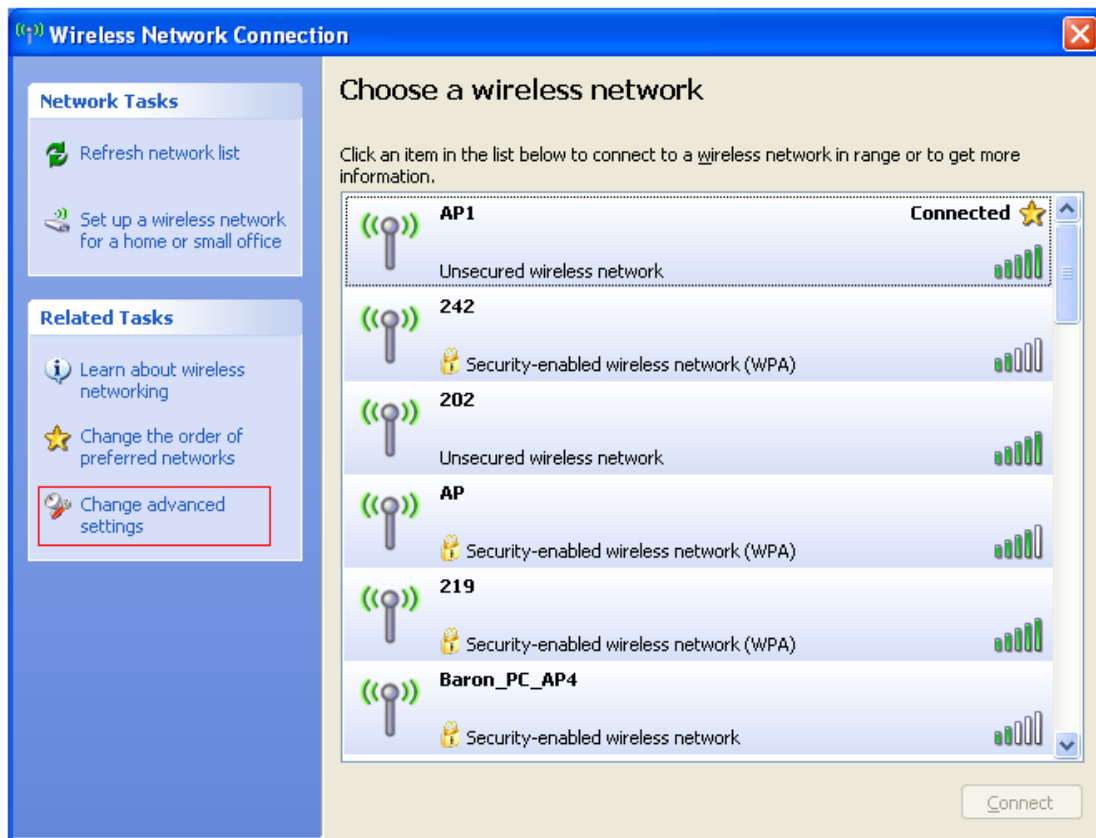 Wireless Network Connection
Network Tasks
Refresh network list
Set up a wireless network
for a home or small office
Related Tasks
Learn about wireless
networking
Change the order of
preferred networks
Change advanced
settings
Choose a wireless network
Click an item in the list below to connect to a wireless network in range or to get more
information.
AP1 Connected
Unsecured wireless network
242
Security-enabled wireless network (WPA)
202
Unsecured wireless network
AP
Security-enabled wireless network (WPA)
219
Security-enabled wireless network (WPA)
Baron_PC_AP4
Security-enabled wireless network
Connect